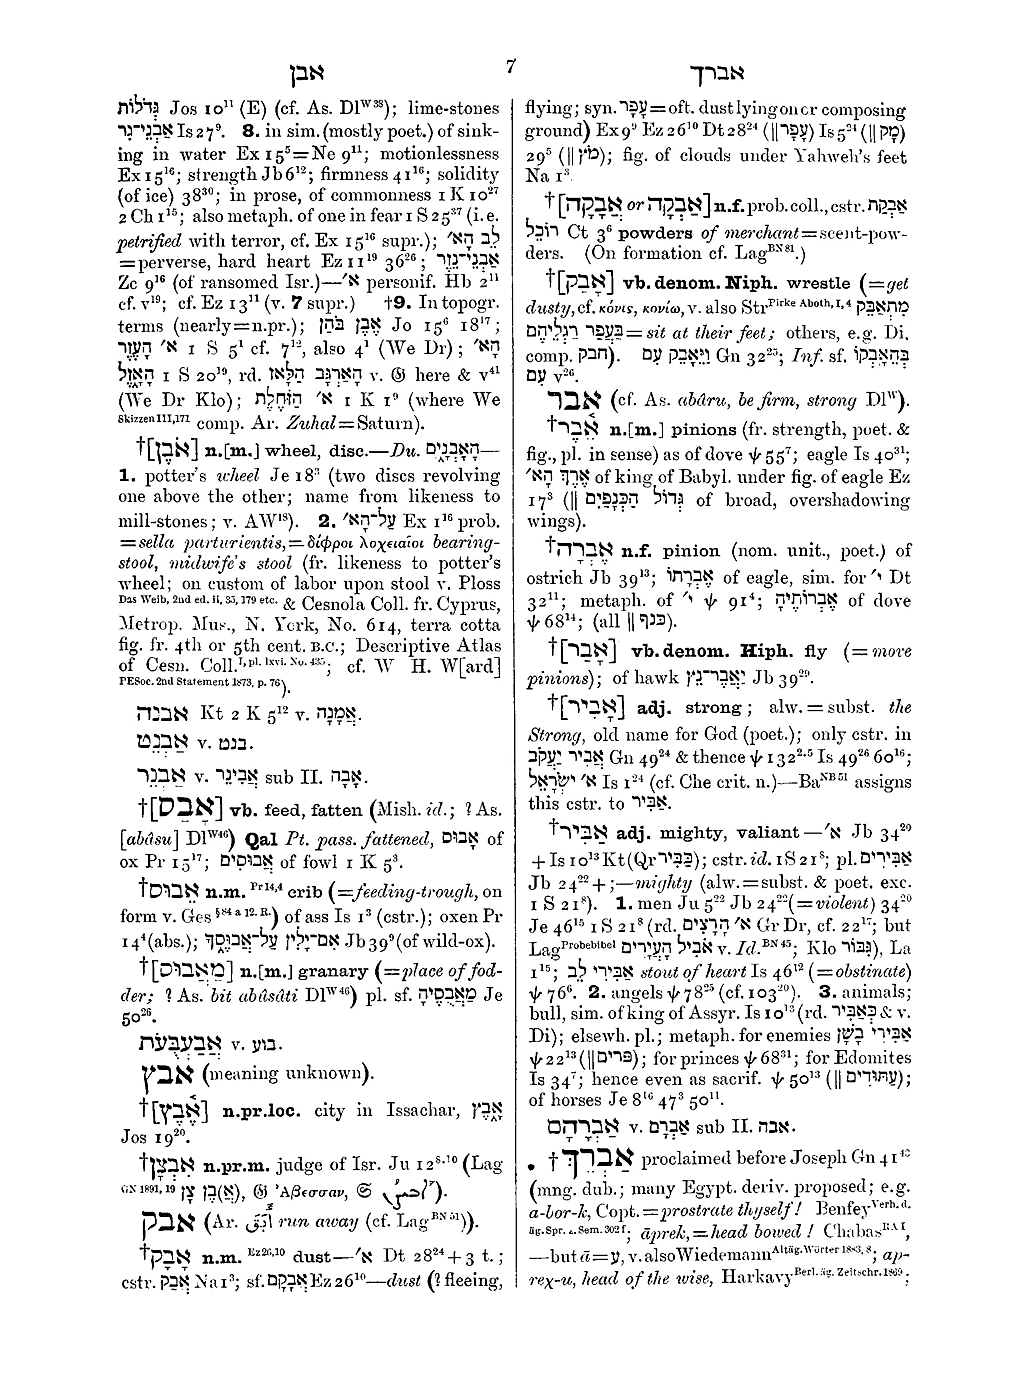 אבן
7
אברך
גְּדֹלוֹת Jos 10¹¹ (E) (cf. As. Dlᵂ³⁸); lime-stones
אַבְנֵי־גִר Is 27⁹. 8. in sim. (mostly poet.) of sink-
ing in water Ex 15⁵=Ne 9¹¹; motionlessness
Ex 15¹⁶; strength Jb 6¹²; firmness 41¹⁶; solidity
(of ice) 38³⁰; in prose, of commonness 1 K 10²⁷
2 Ch 1¹⁵; also metaph. of one in fear 1 S 25³⁷ (i.e.
petrified with terror, cf. Ex 15¹⁶ supr.); לֵב הָא׳
=perverse, hard heart Ez 11¹⁹ 36²⁶; אַבְנֵי־נֵזֶר
Zc 9¹⁶ (of ransomed Isr.)—א׳ personif. Hb 2¹¹
cf. v¹⁹; cf. Ez 13¹¹ (v. 7 supr.) †9. In topogr.
terms (nearly=n.pr.); אֶבֶן בֹּהַן Jo 15⁶ 18¹⁷;
א׳ הָעֵזֶר 1 S 5¹ cf. 7¹², also 4¹ (We Dr); הָא׳
הָאָזֶל 1 S 20¹⁹, rd. הָאַרְגָּב הַלָּאז v. 𝔊 here & v⁴¹
(We Dr Klo); א׳ הַזֹּחֶלֶת 1 K 1⁹ (where We
Skizzen III, 171 comp. Ar. Zuhal=Saturn).
†[אֹבֶן] n.[m.] wheel, disc.—Du. הָאָבְנָיִם—
1. potter's wheel Je 18³ (two discs revolving
one above the other; name from likeness to
mill-stones; v. AW¹⁸). 2. עַל־הָא׳ Ex 1¹⁶ prob.
=sella parturientis,=δίφροι λοχειαῖοι bearing-
stool, midwife's stool (fr. likeness to potter's
wheel; on custom of labor upon stool v. Ploss
Das Weib, 2nd ed. ii, 35, 179 etc. & Cesnola Coll. fr. Cyprus,
Metrop. Mus., N. York, No. 614, terra cotta
fig. fr. 4th or 5th cent. B.C.; Descriptive Atlas
of Cesn. Coll. I, pl. lxvi. No. 435; cf. W H. W[ard]
PESoc. 2nd Statement 1873, p. 76).
אבנה Kt 2 K 5¹² v. אֲמָנָה.
אַבְנֵט v. בנט.
אַבְנֵר v. אֲבִינֵר sub II. אָבָה.
†[אָבַס] vb. feed, fatten (Mish. id.; ? As.
[abâsu] Dlᵂ⁴⁶) Qal Pt. pass. fattened, אָבוּס of
ox Pr 15¹⁷; אֲבוּסִים of fowl 1 K 5³.
†אֵבוּס n.m. Pr 14, 4 crib (=feeding-trough, on
form v. Ges §84 a 12. R.) of ass Is 1³ (cstr.); oxen Pr
14⁴(abs.); אִם־יָלִין עַל־אֲבוּסֶךָ Jb 39⁹(of wild-ox).
†[מַאֲבוּס] n.[m.] granary (=place of fod-
der; ? As. bit abûsâti Dlᵂ⁴⁶) pl. sf. מַאֲבֻסֶיהָ Je
50²⁶.
אֲבַעְבֻּעֹת v. בוע.
אבץ (meaning unknown).
†[אֶבֶץ] n.pr.loc. city in Issachar, אָבֶץ
Jos 19²⁰.
†אִבְצָן n.pr.m. judge of Isr. Ju 12⁸·¹⁰ (Lag
GN 1891, 19 אִ)בֶן צָן), 𝔊 Ἀβεσσαν, 𝔖
אבק (Ar. run away (cf. Lag BN 51)).
†אָבָק n.m. Ez 26, 10 dust—א׳ Dt 28²⁴+3 t.;
cstr. אֲבַק Na 1³; sf. אֲבָקָם Ez 26¹⁰—dust (? fleeing,
flying; syn. עָפָר=oft. dust lying on or composing
ground) Ex 9⁹ Ez 26¹⁰ Dt 28²⁴ (‖עָפָר) Is 5²⁴ (‖מָק)
29⁵ (‖מֹץ); fig. of clouds under Yahweh's feet
Na 1³.
†[אֲבָקָה or אַבְקָה] n.f. prob. coll., cstr. אַבְקַת
רוֹכֵל Ct 3⁶ powders of merchant=scent-pow-
ders. (On formation cf. Lag BN 81.)
†[אָבַק] vb. denom. Niph. wrestle (=get
dusty, cf. κόνις, κονίω, v. also Str Pirke Aboth, I, 4 מִתְאַבֵּק
בַּעֲפַר רַגְלֵיהֶם=sit at their feet; others, e.g. Di.
comp. חבק). וַיֵּאָבֵק עִם Gn 32²⁵; Inf. sf. בְּהֵאָבְקוֹ
עִם v²⁶.
אבר (cf. As. abâru, be firm, strong Dlᵂ).
†אֵבֶר n.[m.] pinions (fr. strength, poet. &
fig., pl. in sense) as of dove ψ 55⁷; eagle Is 40³¹;
אֶרֶךְ הָא׳ of king of Babyl. under fig. of eagle Ez
17³ (‖ גְּדוֹל הַכְּנָפַיִם of broad, overshadowing
wings).
†אֶבְרָה n.f. pinion (nom. unit., poet.) of
ostrich Jb 39¹³; אֶבְרָתוֹ of eagle, sim. for י׳ Dt
32¹¹; metaph. of י׳ ψ 91⁴; אֶבְרוֹתֶיהָ of dove
ψ 68¹⁴; (all ‖ כנף).
†[אָבַר] vb. denom. Hiph. fly (=move
pinions); of hawk יַאֲבֶר־נֵץ Jb 39²⁶.
†[אָבִיר] adj. strong; alw.=subst. the
Strong, old name for God (poet.); only cstr. in
אֲבִיר יַעֲקֹב Gn 49²⁴ & thence ψ 132²·⁵ Is 49²⁶ 60¹⁶;
א׳ יִשְׂרָאֵל Is 1²⁴ (cf. Che crit. n.)—Ba NB 51 assigns
this cstr. to אַבִּיר.
†אַבִּיר adj. mighty, valiant—א׳ Jb 34²⁰
+Is 10¹³ Kt (Qr כַּבִּיר); cstr. id. 1 S 21⁸; pl. אַבִּירִים
Jb 24²²+;—mighty (alw.=subst. & poet. exc.
1 S 21⁸). 1. men Ju 5²² Jb 24²²(=violent) 34²⁰
Je 46¹⁵ 1 S 21⁸ (rd. א׳ הָרָצִים Gr Dr, cf. 22¹⁷; but
Lag Probebibel אֹבִיל הָעֲיָרִים v. Id. BN 45; Klo גִּבּוֹר), La
1¹⁵; אַבִּירֵי לֵב stout of heart Is 46¹² (=obstinate)
ψ 76⁶. 2. angels ψ 78²⁵ (cf. 103²⁰). 3. animals;
bull, sim. of king of Assyr. Is 10¹³ (rd. כְּאַבִּיר & v.
Di); elsewh. pl.; metaph. for enemies אַבִּירֵי בָשָׁן
ψ 22¹³ (‖פרים); for princes ψ 68³¹; for Edomites
Is 34⁷; hence even as sacrif. ψ 50¹³ (‖ עַתּוּדִים);
of horses Je 8¹⁶ 47³ 50¹¹.
אַבְרָהָם v. אַבְרָם sub II. אבה.
• †אַבְרֵךְ proclaimed before Joseph Gn 41⁴³
(mng. dub.; many Egypt. deriv. proposed; e.g.
a-bor-k, Copt.=prostrate thyself! Benfey Verh. d.
äg. Spr. z. Sem. 302 f; āprek,=head bowed! Chabas RA I,
—but ā=ע, v. also Wiedemann Altäg. Wörter 1883, 8; ap-
rex-u, head of the wise, Harkavy Berl. äg. Zeitschr. 1869;